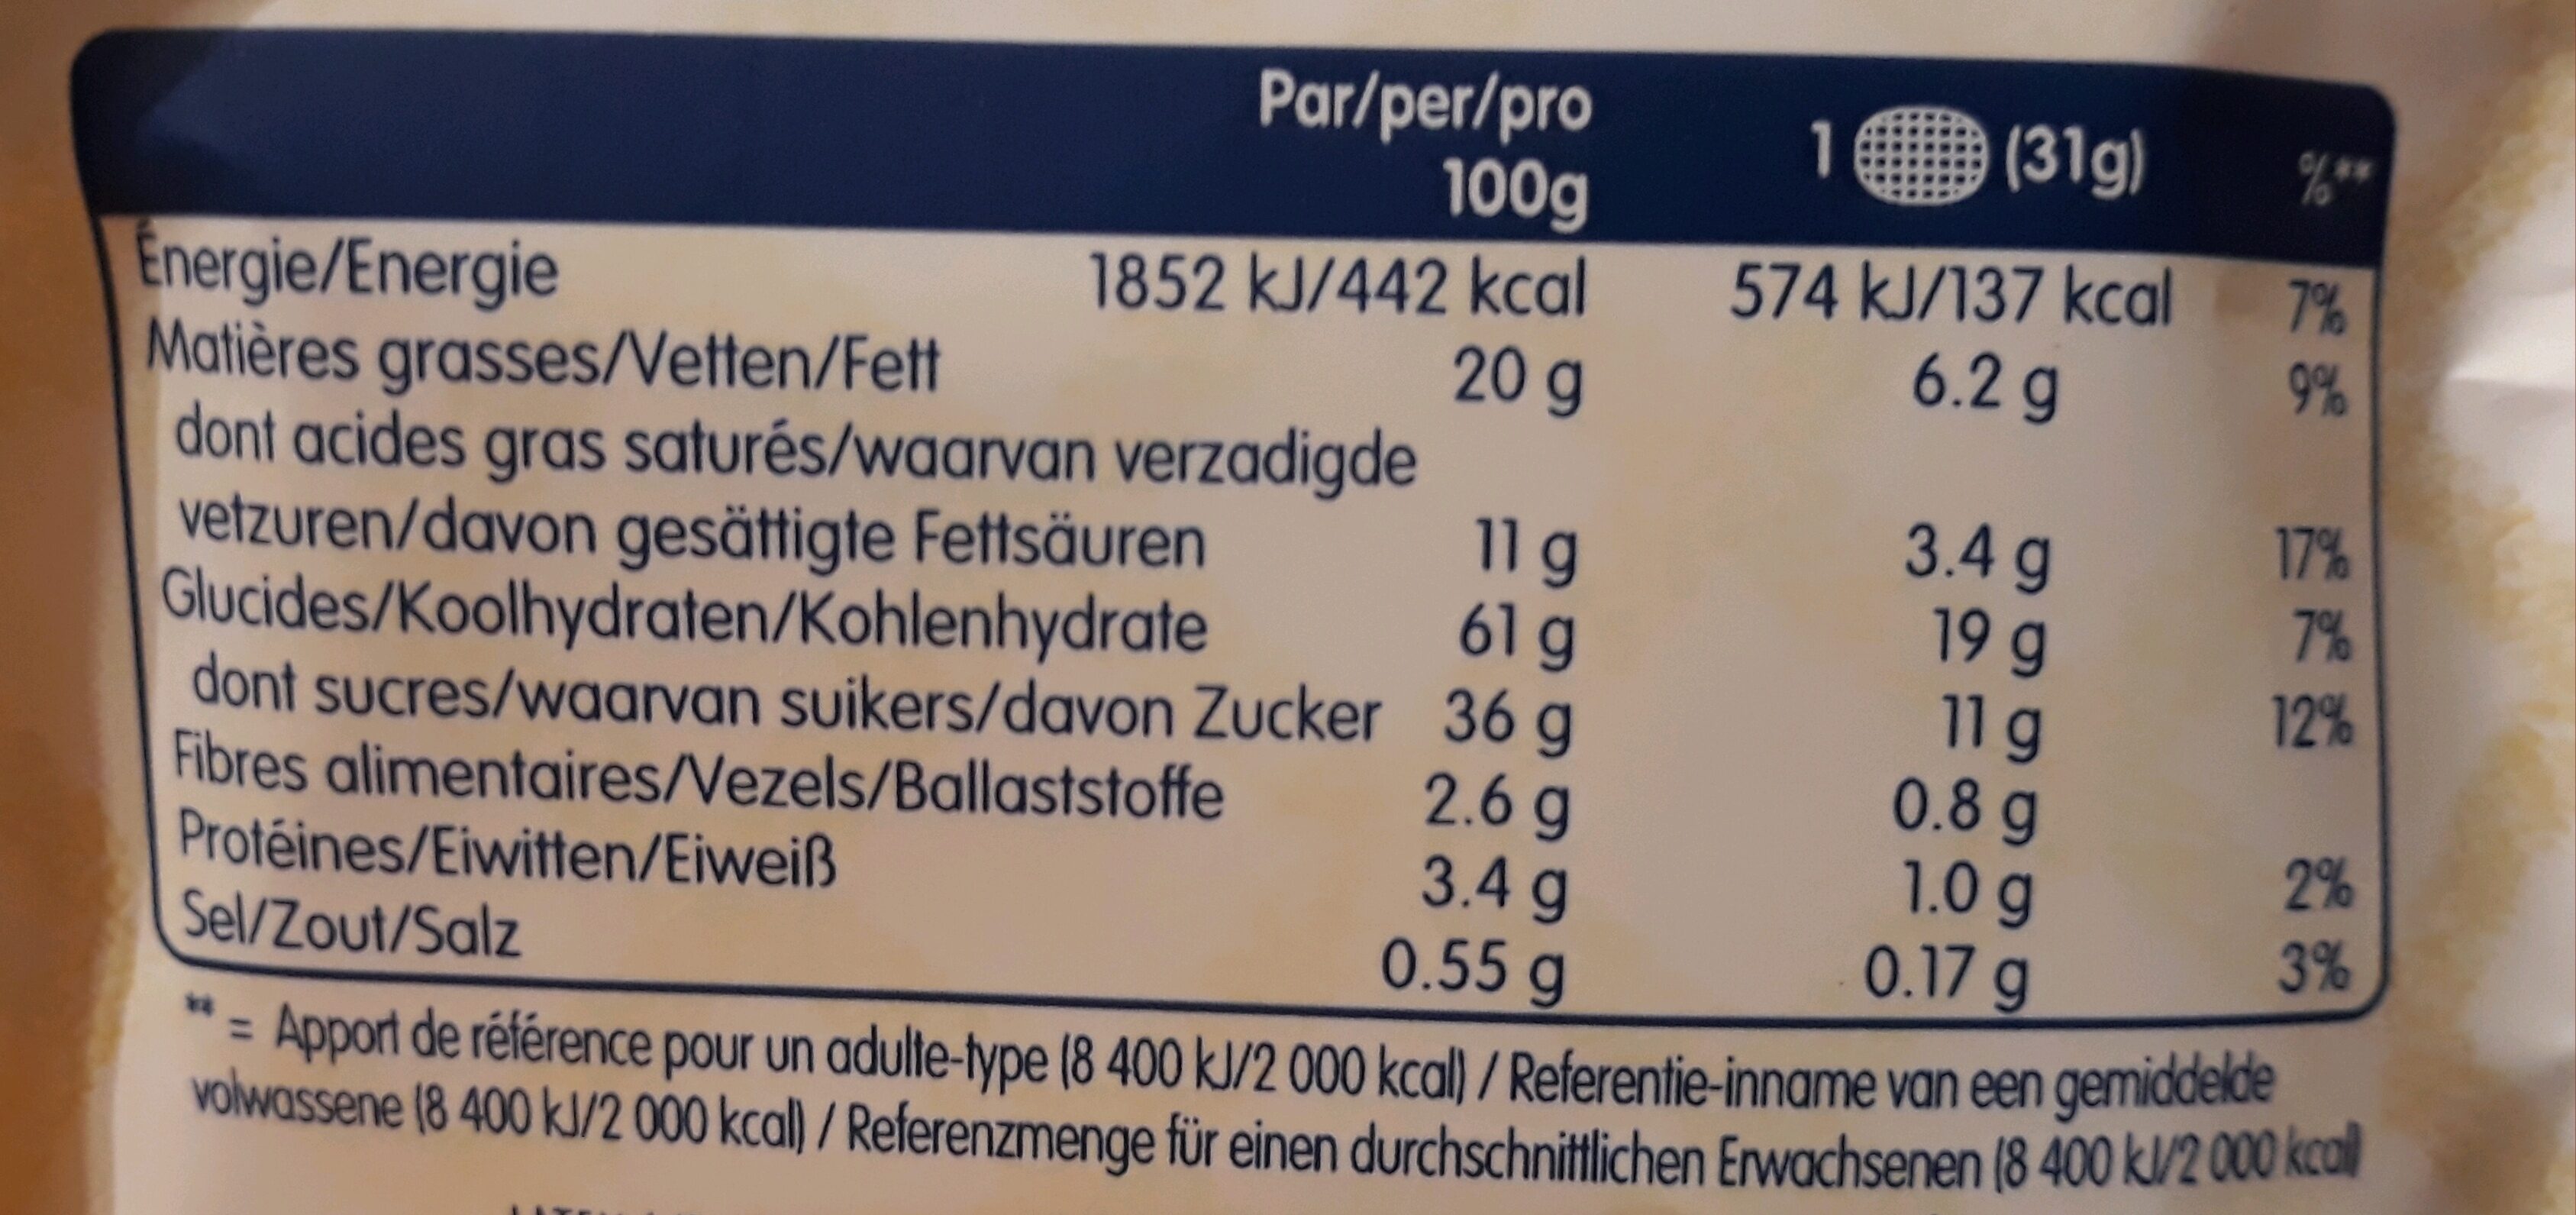 Par/per/pro
100g 1 (31g) %**
Énergie/Energie 1852 kJ/442 kcal 574 kJ/137 kcal 7%
Matières grasses/Vetten/Fett 20 g 6.2 g 9%
dont acides gras saturés/waarvan verzadigde
vetzuren/davon gesättigte Fettsäuren 11 g 3.4 g 17%
Glucides/Koolhydraten/Kohlenhydrate 61 g 19 g 7%
dont sucres/waarvan suikers/davon Zucker 36 g 11 g 12%
Fibres alimentaires/Vezels/Ballaststoffe 2.6 g 0.8 g
Protéines/Eiwitten/Eiweiß 3.4 g 1.0 g 2%
Sel/Zout/Salz 0.55 g 0.17 g 3%
** = Apport de référence pour un adulte-type (8 400 kJ/2 000 kcal) / Referentie-inname van een gemiddelde
volwassene (8 400 kJ/2 000 kcal) / Referenzmenge für einen durchschnittlichen Erwachsenen (8 400 kJ/2 000 kcal)